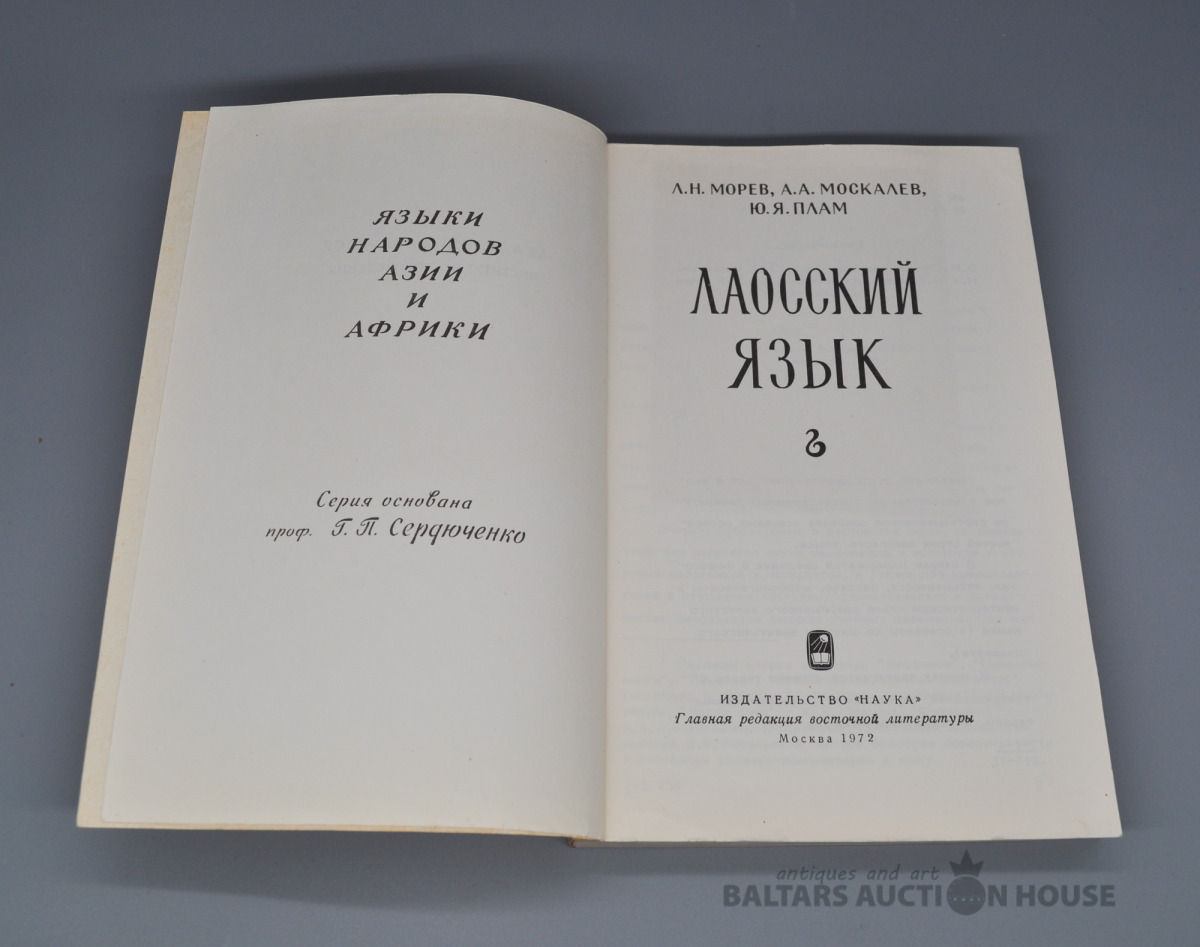 ЯЗЫКИ
НАРОДОВ
АЗИИ
И
АФРИКИ
Серия основана
проф. Г. П. Сердюченко
Л.Н. МОРЕВ, А.А. МОСКАЛЕВ,
Ю.Я. ПЛАМ
ЛАОССКИЙ
ЯЗЫК
ИЗДАТЕЛЬСТВО «НАУКА»
Главная редакция восточной литературы
Москва 1972
antiques and art
BALTARS AUCTION HOUSE